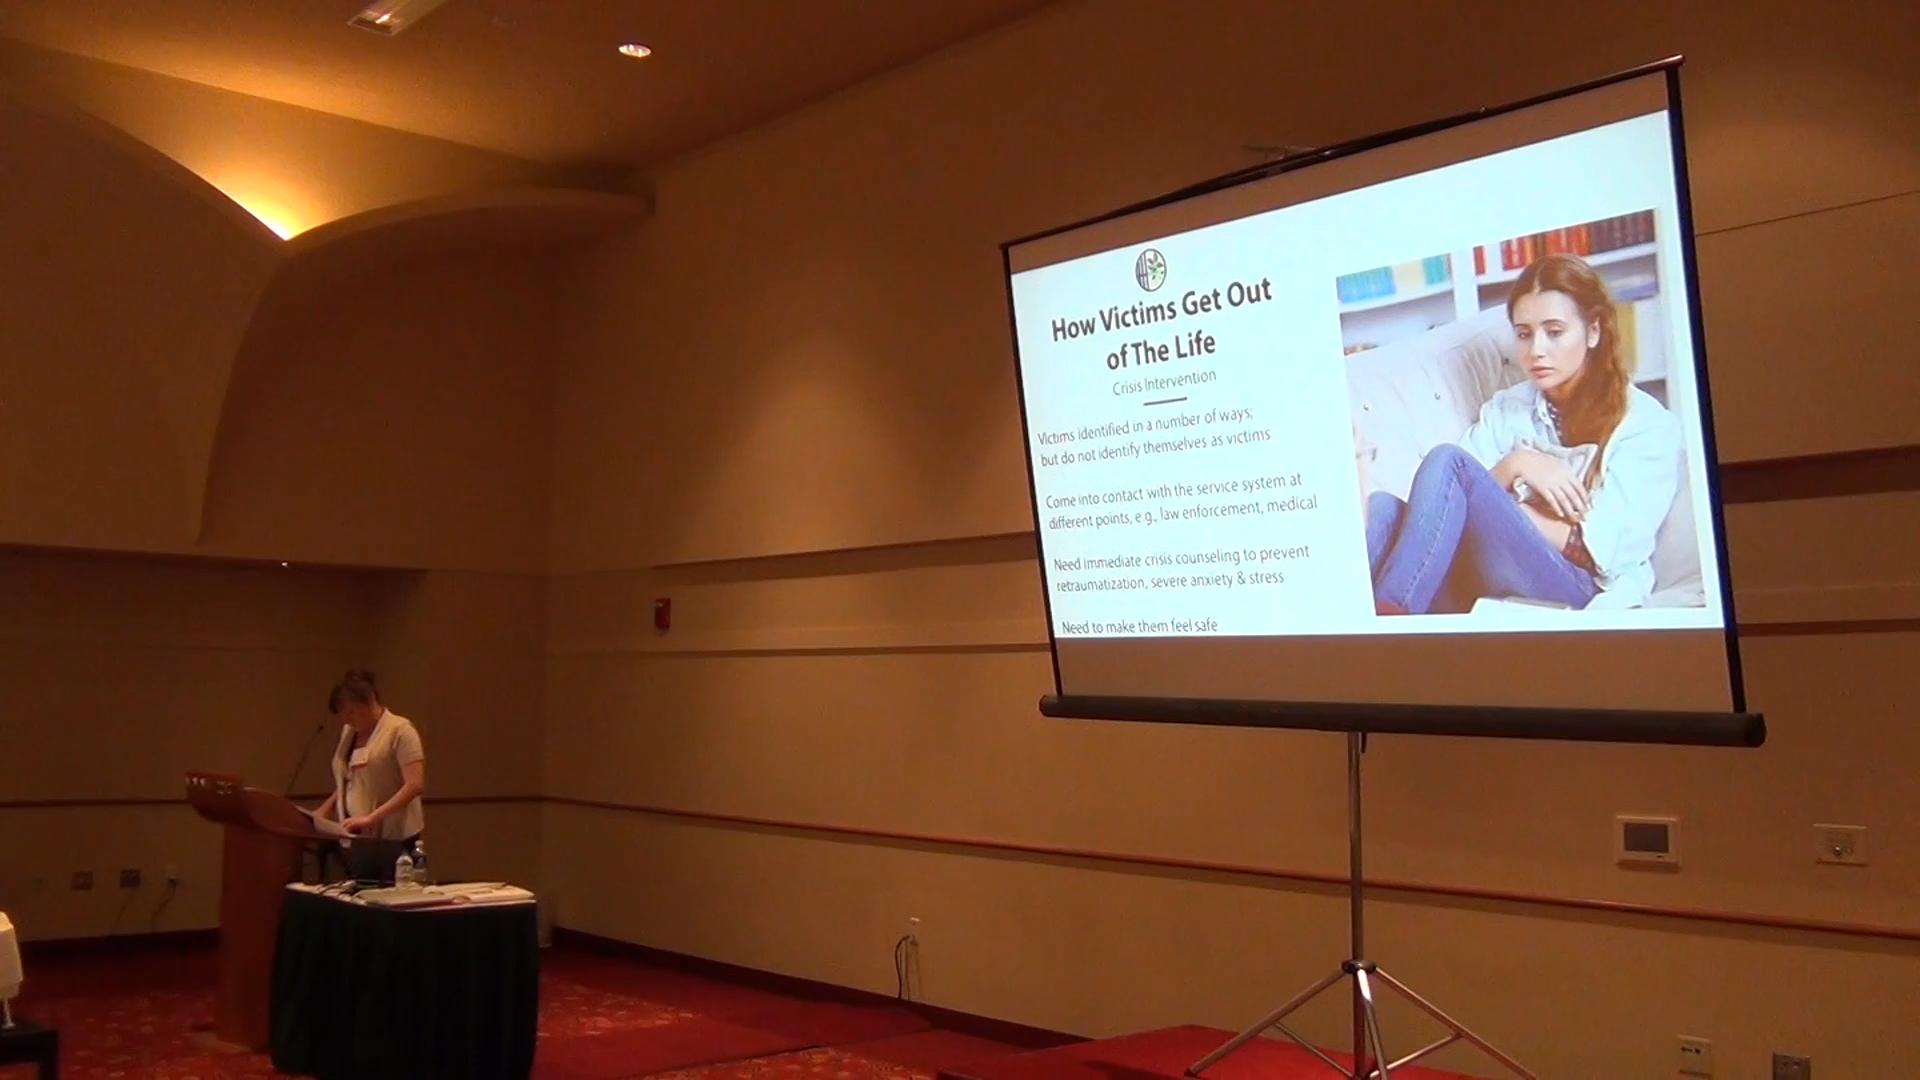 How Victims Get Out
of The Life
Crisis Intervention
Victims identified in a number of ways;
but do not identify themselves as victims
Come into contact with the service system at
different points, e.g., law enforcement, medical
Need immediate crisis counseling to prevent
retraumatization, severe anxiety & stress
Need to make them feel safe